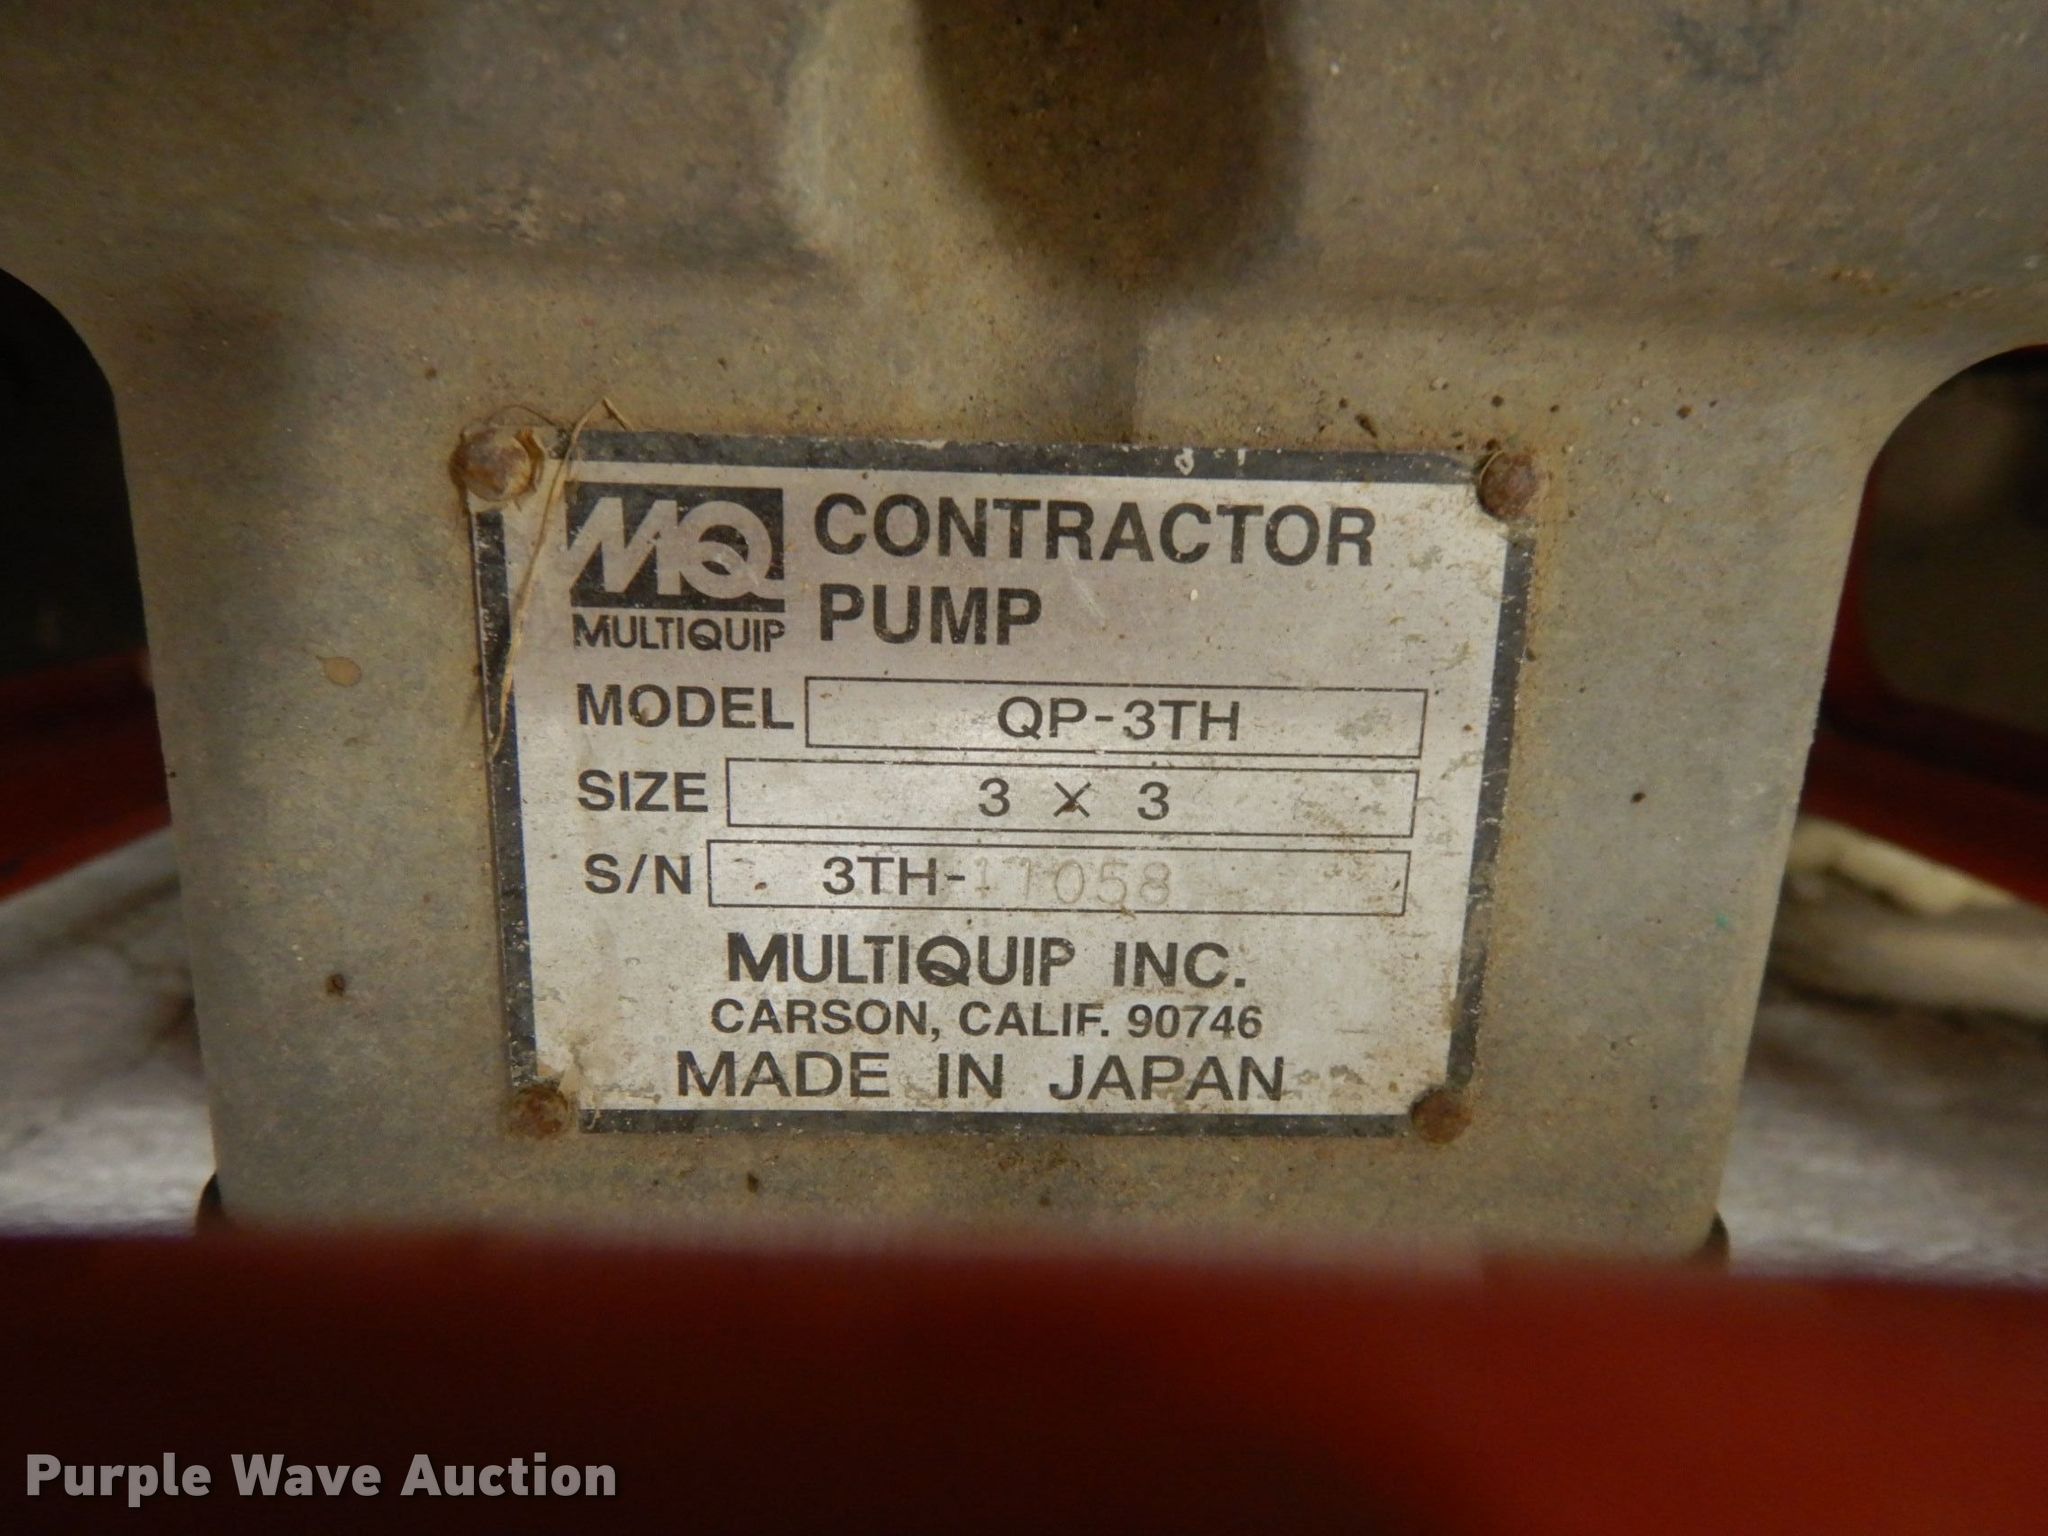 MQ CONTRACTOR
MULTIQUIP PUMP
MODEL QP-3TH
SIZE 3 X 3
S/N 3TH-11058
MULTIQUIP INC.
CARSON, CALIF. 90746
MADE IN JAPAN
Purple Wave Auction